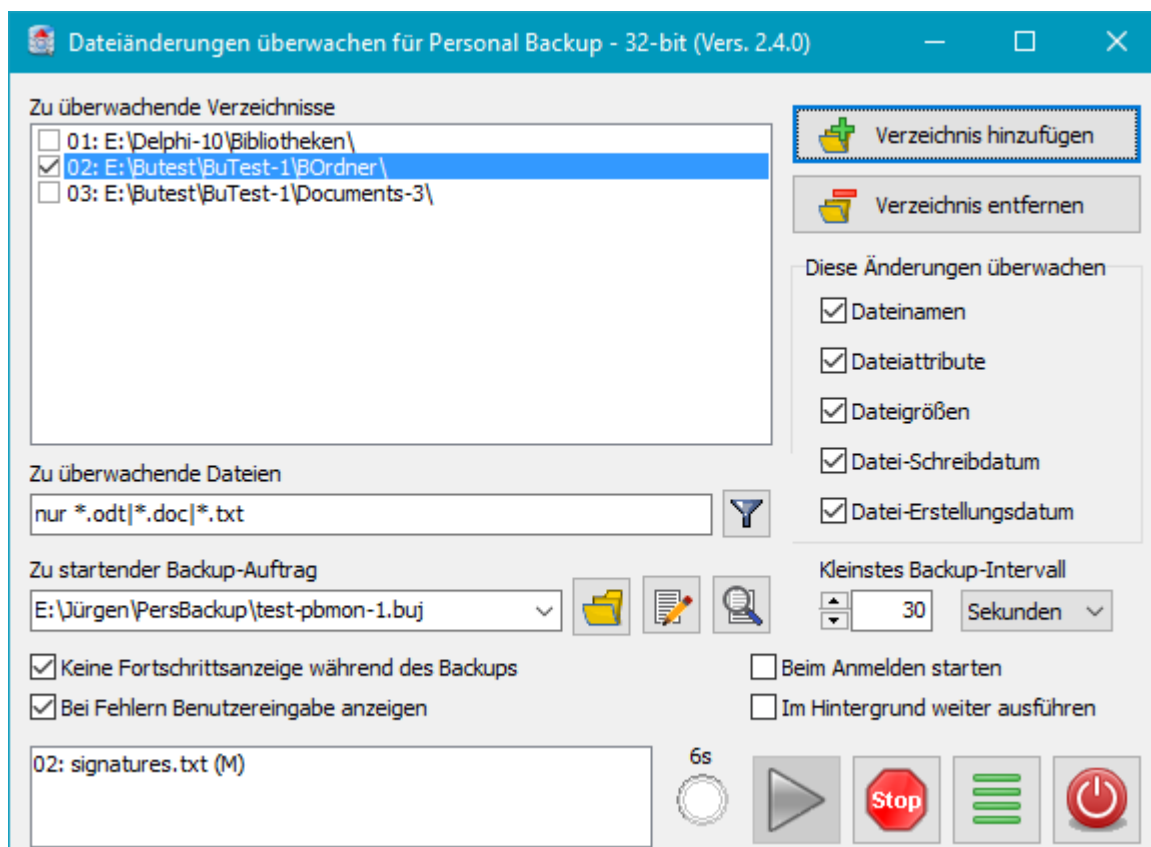 Dateiänderungen überwachen für Personal Backup - 32-bit (Vers. 2.4.0)
Zu überwachende Verzeichnisse
01: E:\Delphi-10\Bibliotheken\
02: E:\Butest\BuTest-1\BOrdner\
03: E:\Butest\BuTest-1\Documents-3\
Verzeichnis hinzufügen
Verzeichnis entfernen
Diese Änderungen überwachen
Dateinamen
Dateiattribute
Dateigrößen
Datei-Schreibdatum
Datei-Erstellungsdatum
Zu überwachende Dateien
nur *.odt|*.doc|*.txt
Zu startender Backup-Auftrag
E:\Jürgen\PersBackup\test-pbmon-1.buj
Kleinstes Backup-Intervall
30 Sekunden
Keine Fortschrittsanzeige während des Backups
Bei Fehlern Benutzereingabe anzeigen
Beim Anmelden starten
Im Hintergrund weiter ausführen
02: signatures.txt (M)
6s
Stop